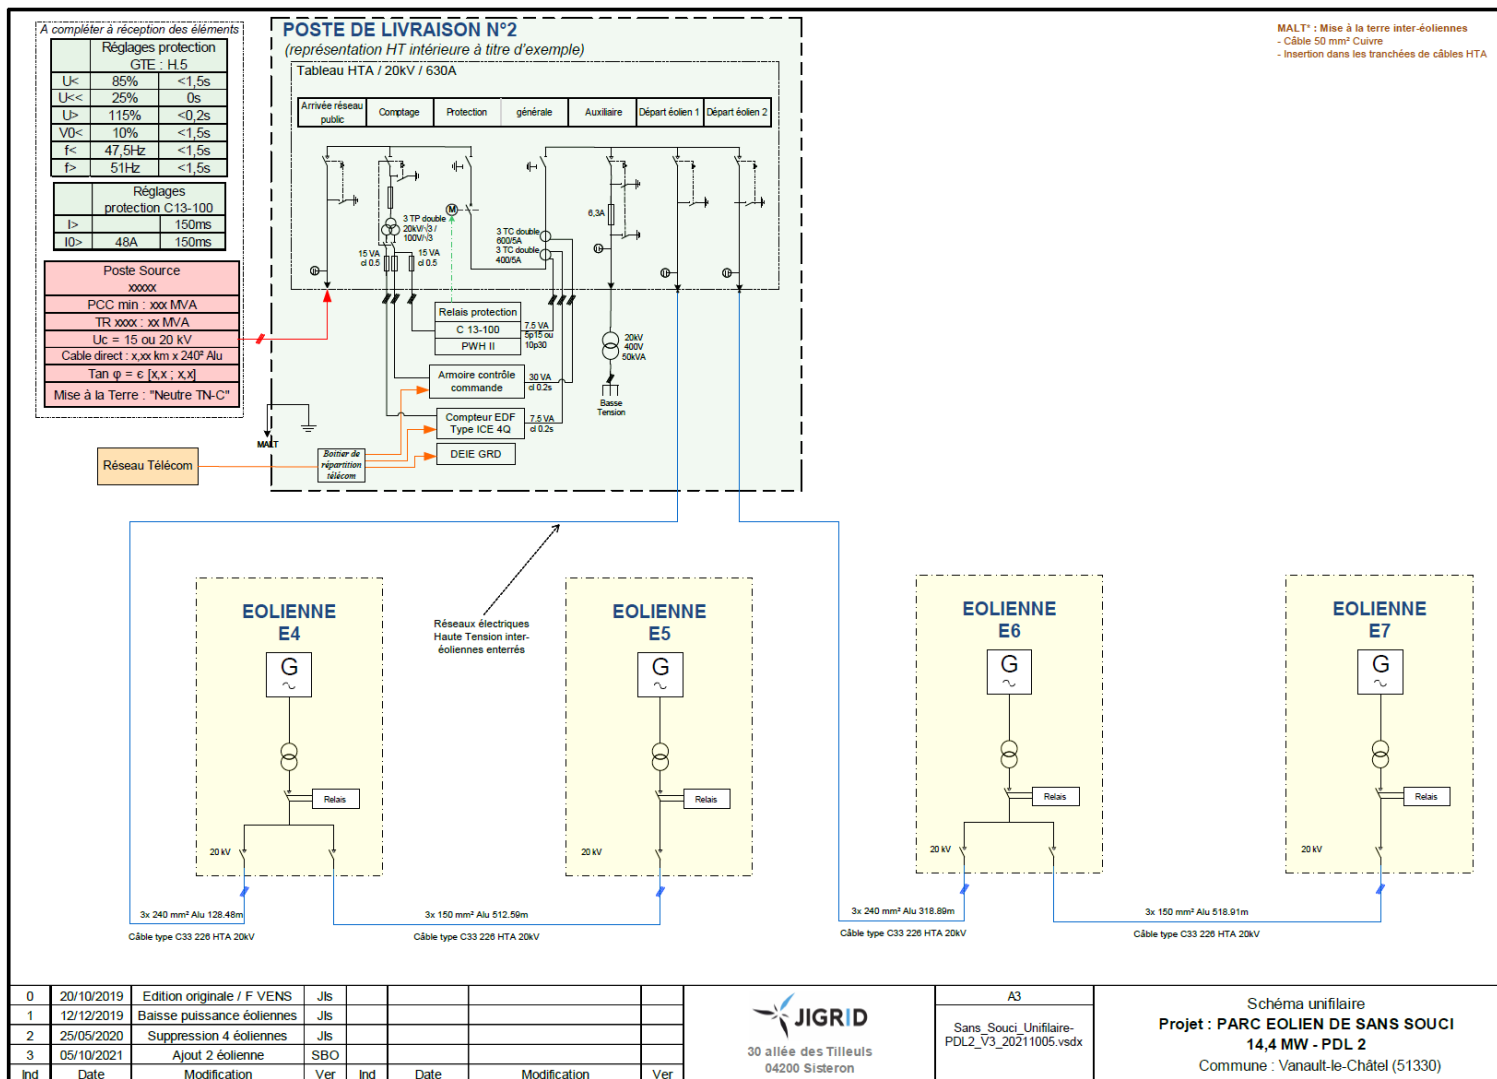 A compléter à réception des éléments
Réglages protection
GTE : H.5
U< 85% <1,5s
U<< 25% 0s
U> 115% <0,2s
V0< 10% <1,5s
f< 47,5Hz <1,5s
f> 51Hz <1,5s
Réglages
protection C13-100
I> 150ms
I0> 48A 150ms
Poste Source
xxxxx
PCC min : xxx MVA
TR xxxx : xx MVA
Uc = 15 ou 20 kV
Cable direct : x,xx km x 240² Alu
Tan φ = є [x,x ; x,x]
Mise à la Terre : "Neutre TN-C"
POSTE DE LIVRAISON N°2
(représentation HT intérieure à titre d'exemple)
Tableau HTA / 20kV / 630A
Arrivée réseau
public
Comptage
Protection
générale
Auxiliaire
Départ éolien 1
Départ éolien 2
M
3 TP double
20kV/√3 /
100V/√3
15 VA
cl 0.5
15 VA
cl 0.5
3 TC double
600/5A
3 TC double
400/5A
6,3A
Relais protection
C 13-100
PWH II
7.5 VA
5p15 ou
10p30
Armoire contrôle
commande
30 VA
cl 0.2s
Compteur EDF
Type ICE 4Q
7.5 VA
cl 0.2s
DEIE GRD
20kV
400V
50kVA
Basse
Tension
MALT
Réseau Télécom
Boitier de
répartition
télécom
MALT* : Mise à la terre inter-éoliennes
- Câble 50 mm² Cuivre
- Insertion dans les tranchées de câbles HTA
Réseaux électriques
Haute Tension inter-
éoliennes enterrés
EOLIENNE
E4
G
Relais
20 kV
EOLIENNE
E5
G
Relais
20 kV
EOLIENNE
E6
G
Relais
20 kV
EOLIENNE
E7
G
Relais
20 kV
3x 240 mm² Alu 128.48m
Câble type C33 226 HTA 20kV
3x 150 mm² Alu 512.59m
Câble type C33 226 HTA 20kV
3x 240 mm² Alu 318.89m
Câble type C33 226 HTA 20kV
3x 150 mm² Alu 518.91m
Câble type C33 226 HTA 20kV
0 20/10/2019 Edition originale / F VENS Jls
1 12/12/2019 Baisse puissance éoliennes Jls
2 25/05/2020 Suppression 4 éoliennes Jls
3 05/10/2021 Ajout 2 éolienne SBO
Ind Date Modification Ver Ind Date Modification Ver
JIGRID
30 allée des Tilleuls
04200 Sisteron
A3
Sans_Souci_Unifilaire-
PDL2_V3_20211005.vsdx
Schéma unifilaire
Projet : PARC EOLIEN DE SANS SOUCI
14,4 MW - PDL 2
Commune : Vanault-le-Châtel (51330)